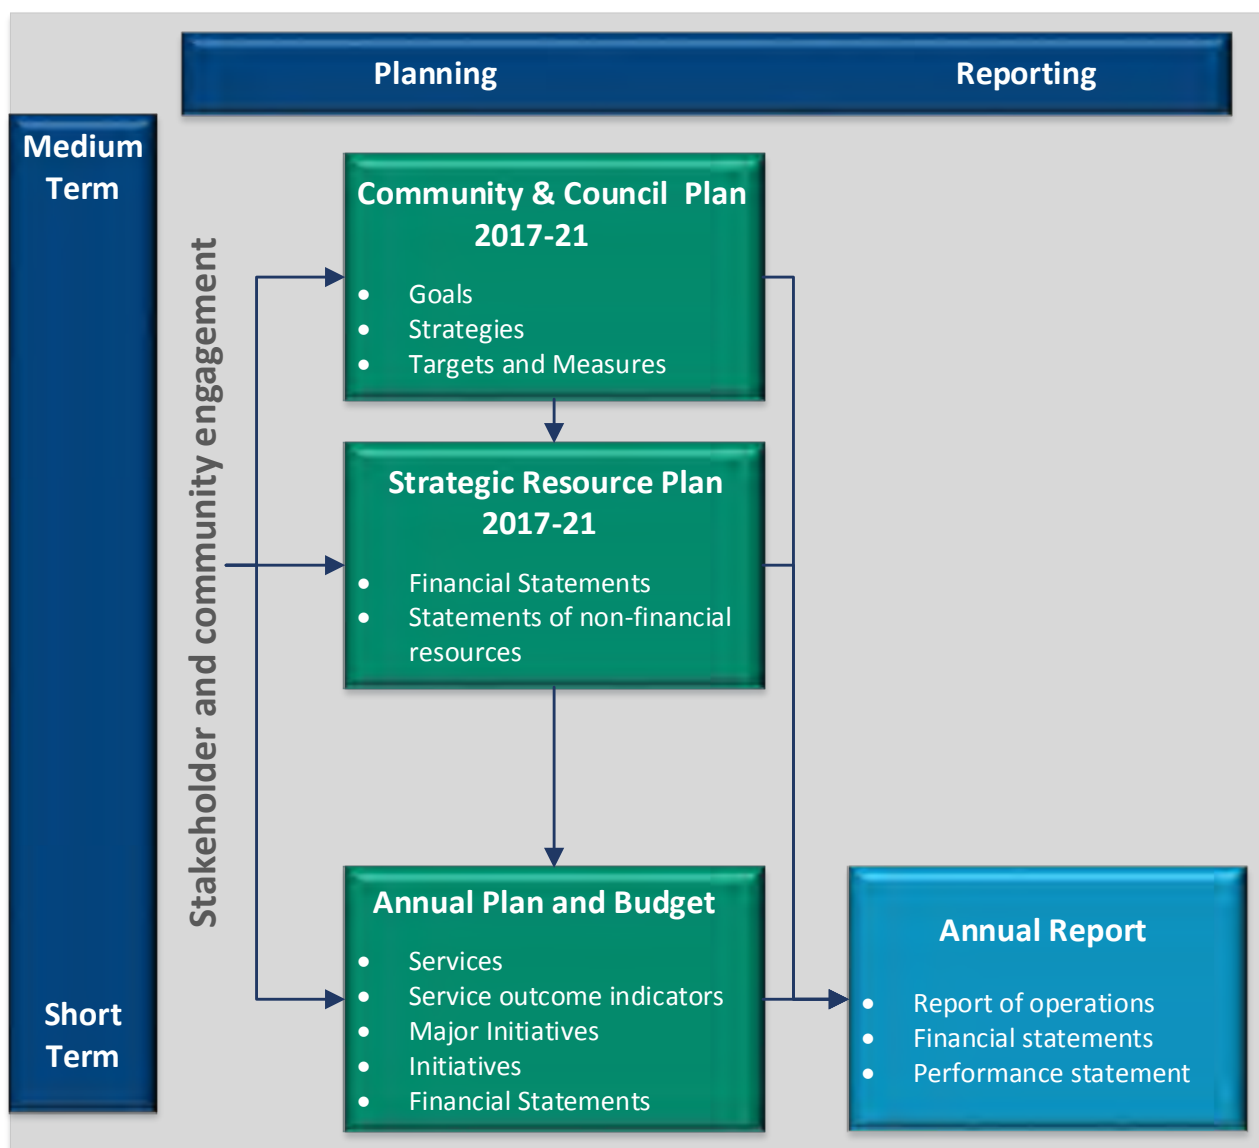 Planning
Reporting
Medium
Term
Stakeholder and community engagement
Community & Council Plan
2017-21
• Goals
• Strategies
• Targets and Measures
Strategic Resource Plan
2017-21
• Financial Statements
• Statements of non-financial
resources
Annual Plan and Budget
• Services
• Service outcome indicators
• Major Initiatives
• Initiatives
• Financial Statements
Annual Report
• Report of operations
• Financial statements
• Performance statement
Short
Term